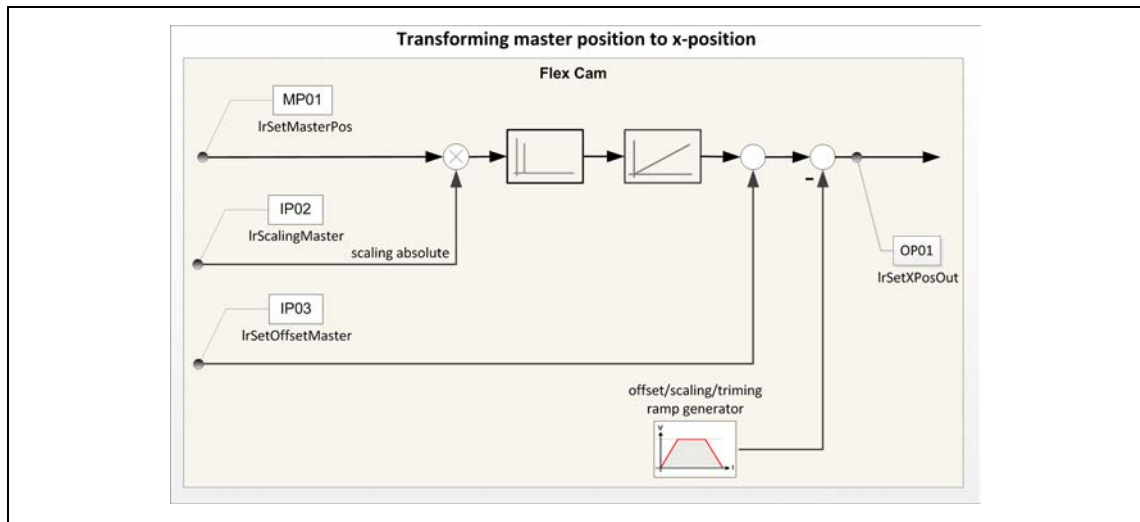 Transforming master position to x-position
Flex Cam
MP01
lrSetMasterPos
IP02
lrScalingMaster
scaling absolute
OP01
lrSetXPosOut
IP03
lrSetOffsetMaster
offset/scaling/triming
ramp generator
V
t